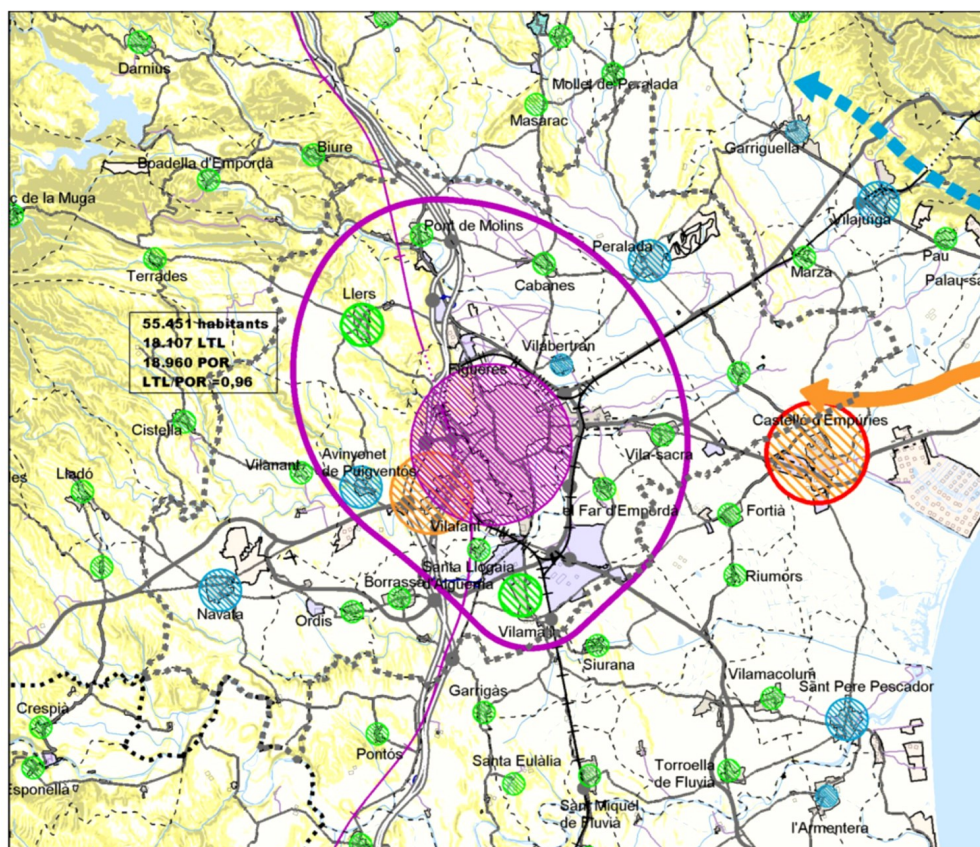 Darnius
Mollet de Peralada
Masarac
Biure
Garriguella
Boadella d'Empordà
c de la Muga
Vilajuïga
Pont de Molins
Peralada
Pau
Terrades
Cabanes
Marzà
Palau-sa
Llers
55.451 habitants
18.107 LTL
18.960 POR
LTL/POR =0,96
Vilabertran
Figueres
Castelló d'Empúries
Cistella
Avinyonet
de Puigventós
Vilanant
Vila-sacra
Lladó
es
el Far d'Empordà
Fortià
Vilafant
Santa Llogaia
d'Àlguema
Borrassà
Riumors
Navata
Ordis
Vilamalla
Siurana
Vilamacolum
Sant Pere Pescador
Garrigàs
Crespià
Pontós
Santa Eulàlia
Torroella
de Fluvià
Esponellà
Sant Miquel
de Fluvià
l'Armentera